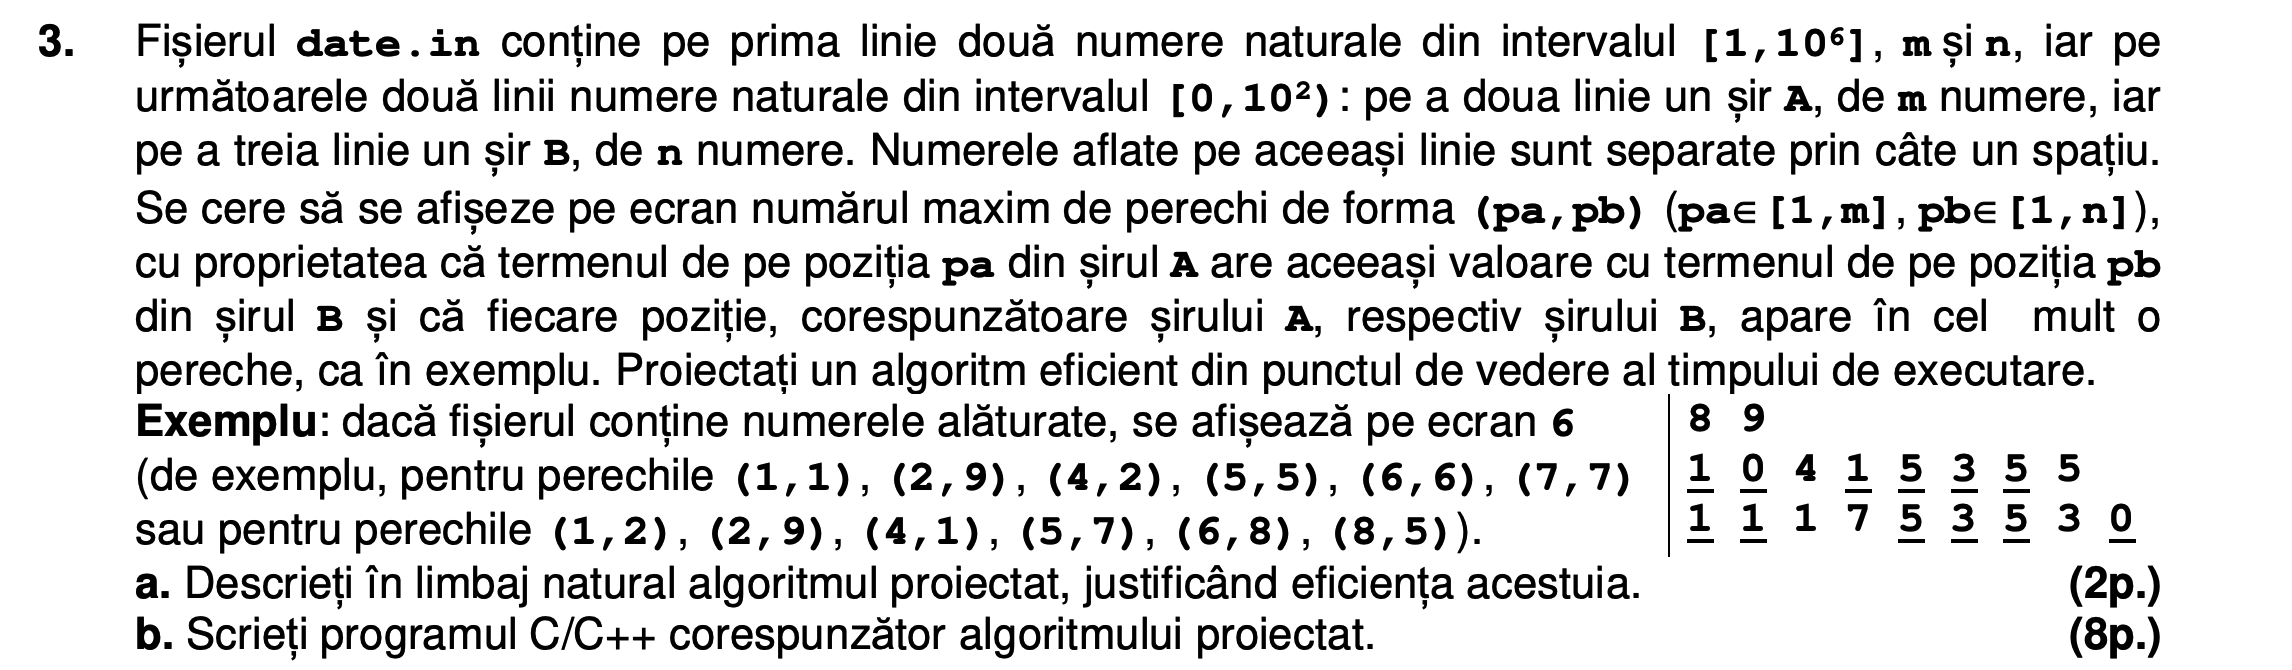 3. Fișierul date.in conține pe prima linie două numere naturale din intervalul [1,10⁶], m și n, iar pe
următoarele două linii numere naturale din intervalul [0,10²): pe a doua linie un șir A, de m numere, iar
pe a treia linie un șir B, de n numere. Numerele aflate pe aceeași linie sunt separate prin câte un spațiu.
Se cere să se afișeze pe ecran numărul maxim de perechi de forma (pa,pb) (pa∈[1,m],pb∈[1,n]),
cu proprietatea că termenul de pe poziția pa din șirul A are aceeași valoare cu termenul de pe poziția pb
din șirul B și că fiecare poziție, corespunzătoare șirului A, respectiv șirului B, apare în cel mult o
pereche, ca în exemplu. Proiectați un algoritm eficient din punctul de vedere al timpului de executare.
Exemplu: dacă fișierul conține numerele alăturate, se afișează pe ecran 6
(de exemplu, pentru perechile (1,1), (2,9), (4,2), (5,5), (6,6), (7,7)
sau pentru perechile (1,2), (2,9), (4,1), (5,7), (6,8), (8,5)).
8 9
1 0 4 1 5 3 5 5
1 1 1 7 5 3 5 3 0
a. Descrieți în limbaj natural algoritmul proiectat, justificând eficiența acestuia. (2p.)
b. Scrieți programul C/C++ corespunzător algoritmului proiectat. (8p.)